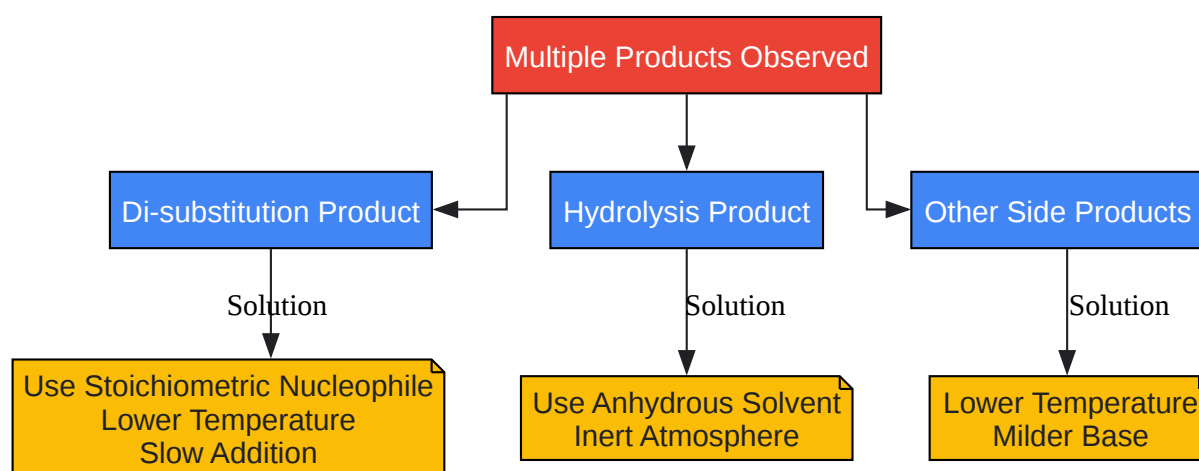 Multiple Products Observed
Di-substitution Product
Hydrolysis Product
Other Side Products
Solution
Solution
Solution
Use Stoichiometric Nucleophile
Lower Temperature
Slow Addition
Use Anhydrous Solvent
Inert Atmosphere
Lower Temperature
Milder Base